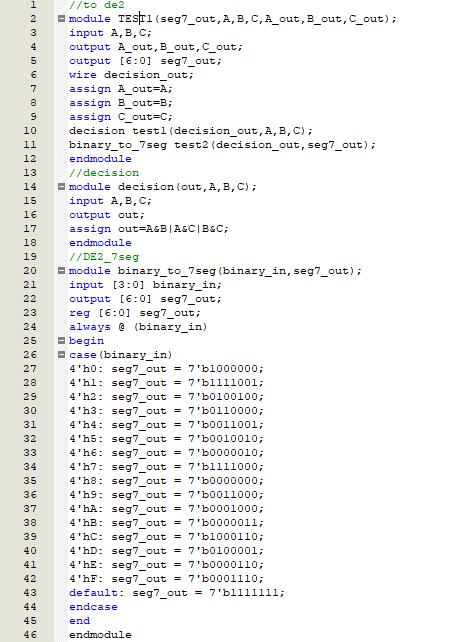 1 //to de2
2 module TEST1(seg7_out,A,B,C,A_out,B_out,C_out);
3 input A,B,C;
4 output A_out,B_out,C_out;
5 output [6:0] seg7_out;
6 wire decision_out;
7 assign A_out=A;
8 assign B_out=B;
9 assign C_out=C;
10 decision test1(decision_out,A,B,C);
11 binary_to_7seg test2(decision_out,seg7_out);
12 endmodule
13 //decision
14 module decision(out,A,B,C);
15 input A,B,C;
16 output out;
17 assign out=A&B|A&C|B&C;
18 endmodule
19 //DE2_7seg
20 module binary_to_7seg(binary_in,seg7_out);
21 input [3:0] binary_in;
22 output [6:0] seg7_out;
23 reg [6:0] seg7_out;
24 always @ (binary_in)
25 begin
26 case(binary_in)
27 4'h0: seg7_out = 7'b1000000;
28 4'h1: seg7_out = 7'b1111001;
29 4'h2: seg7_out = 7'b0100100;
30 4'h3: seg7_out = 7'b0110000;
31 4'h4: seg7_out = 7'b0011001;
32 4'h5: seg7_out = 7'b0010010;
33 4'h6: seg7_out = 7'b0000010;
34 4'h7: seg7_out = 7'b1111000;
35 4'h8: seg7_out = 7'b0000000;
36 4'h9: seg7_out = 7'b0011000;
37 4'hA: seg7_out = 7'b0001000;
38 4'hB: seg7_out = 7'b0000011;
39 4'hC: seg7_out = 7'b1000110;
40 4'hD: seg7_out = 7'b0100001;
41 4'hE: seg7_out = 7'b0000110;
42 4'hF: seg7_out = 7'b0001110;
43 default: seg7_out = 7'b1111111;
44 endcase
45 end
46 endmodule